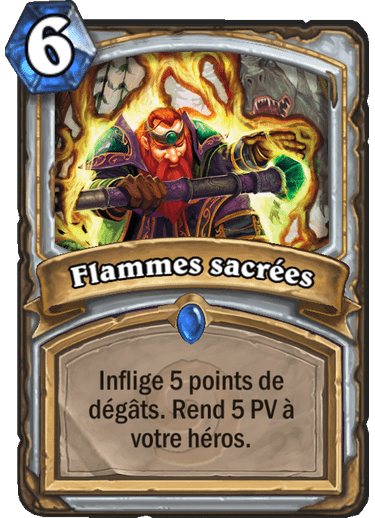 6
Flammes sacrées
Inflige 5 points de
dégâts. Rend 5 PV à
votre héros.